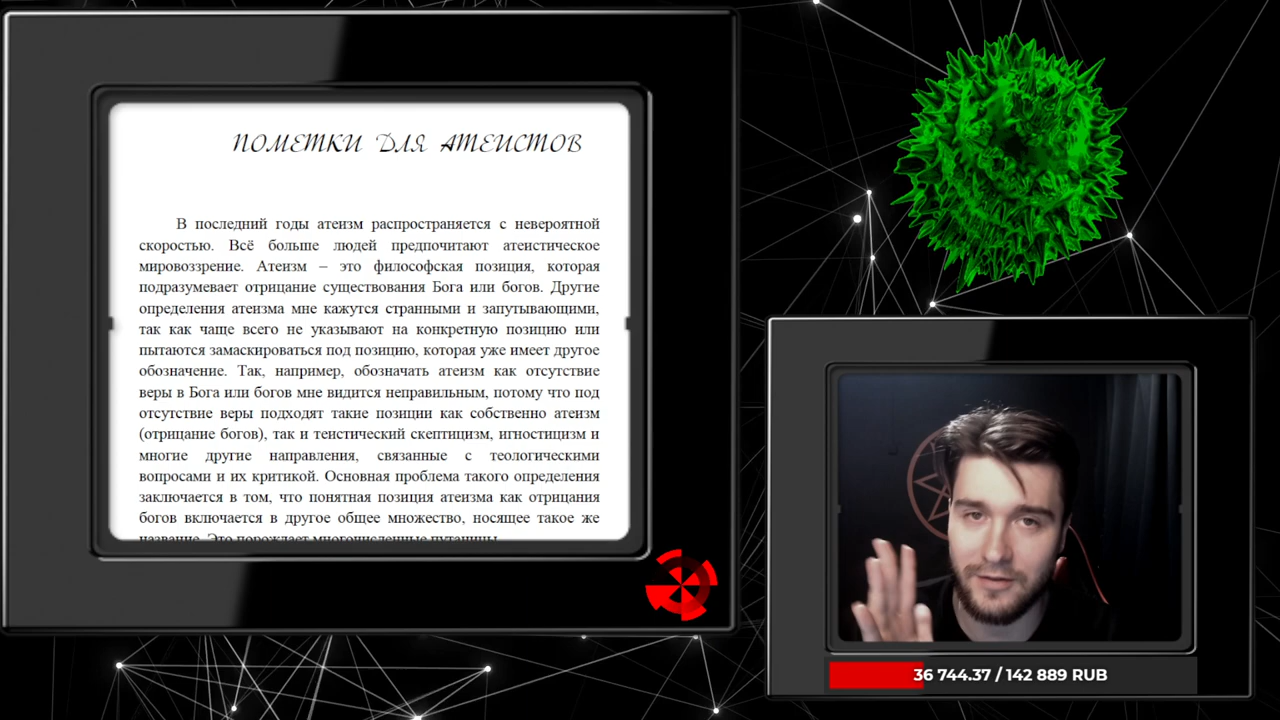 ПОМЕТКИ ДЛЯ АТЕИСТОВ
В последний годы атеизм распространяется с невероятной
скоростью. Всё больше людей предпочитают атеистическое
мировоззрение. Атеизм – это философская позиция, которая
подразумевает отрицание существования Бога или богов. Другие
определения атеизма мне кажутся странными и запутывающими,
так как чаще всего не указывают на конкретную позицию или
пытаются замаскироваться под позицию, которая уже имеет другое
обозначение. Так, например, обозначать атеизм как отсутствие
веры в Бога или богов мне видится неправильным, потому что под
отсутствие веры подходят такие позиции как собственно атеизм
(отрицание богов), так и теистический скептицизм, игностицизм и
многие другие направления, связанные с теологическими
вопросами и их критикой. Основная проблема такого определения
заключается в том, что понятная позиция атеизма как отрицания
богов включается в другое общее множество, носящее такое же
название. Это порождает многочисленные путаницы.
36 744.37 / 142 889 RUB